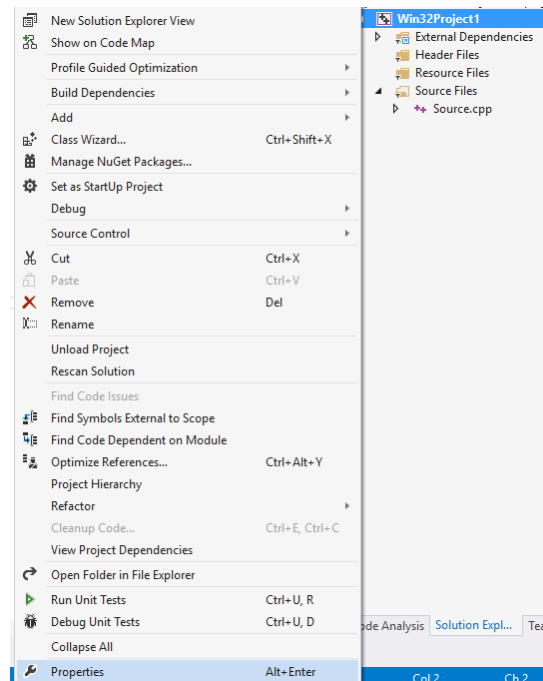 New Solution Explorer View
Show on Code Map
Profile Guided Optimization
Build Dependencies
Add
Class Wizard... Ctrl+Shift+X
Manage NuGet Packages...
Set as StartUp Project
Debug
Source Control
Cut Ctrl+X
Paste Ctrl+V
Remove Del
Rename
Unload Project
Rescan Solution
Find Code Issues
Find Symbols External to Scope
Find Code Dependent on Module
Optimize References... Ctrl+Alt+Y
Project Hierarchy
Refactor
Cleanup Code... Ctrl+E, Ctrl+C
View Project Dependencies
Open Folder in File Explorer
Run Unit Tests Ctrl+U, R
Debug Unit Tests Ctrl+U, D
Collapse All
Properties Alt+Enter
Win32Project1
External Dependencies
Header Files
Resource Files
Source Files
Source.cpp
ode Analysis Solution Expl... Tea
Col 2 Ch 2